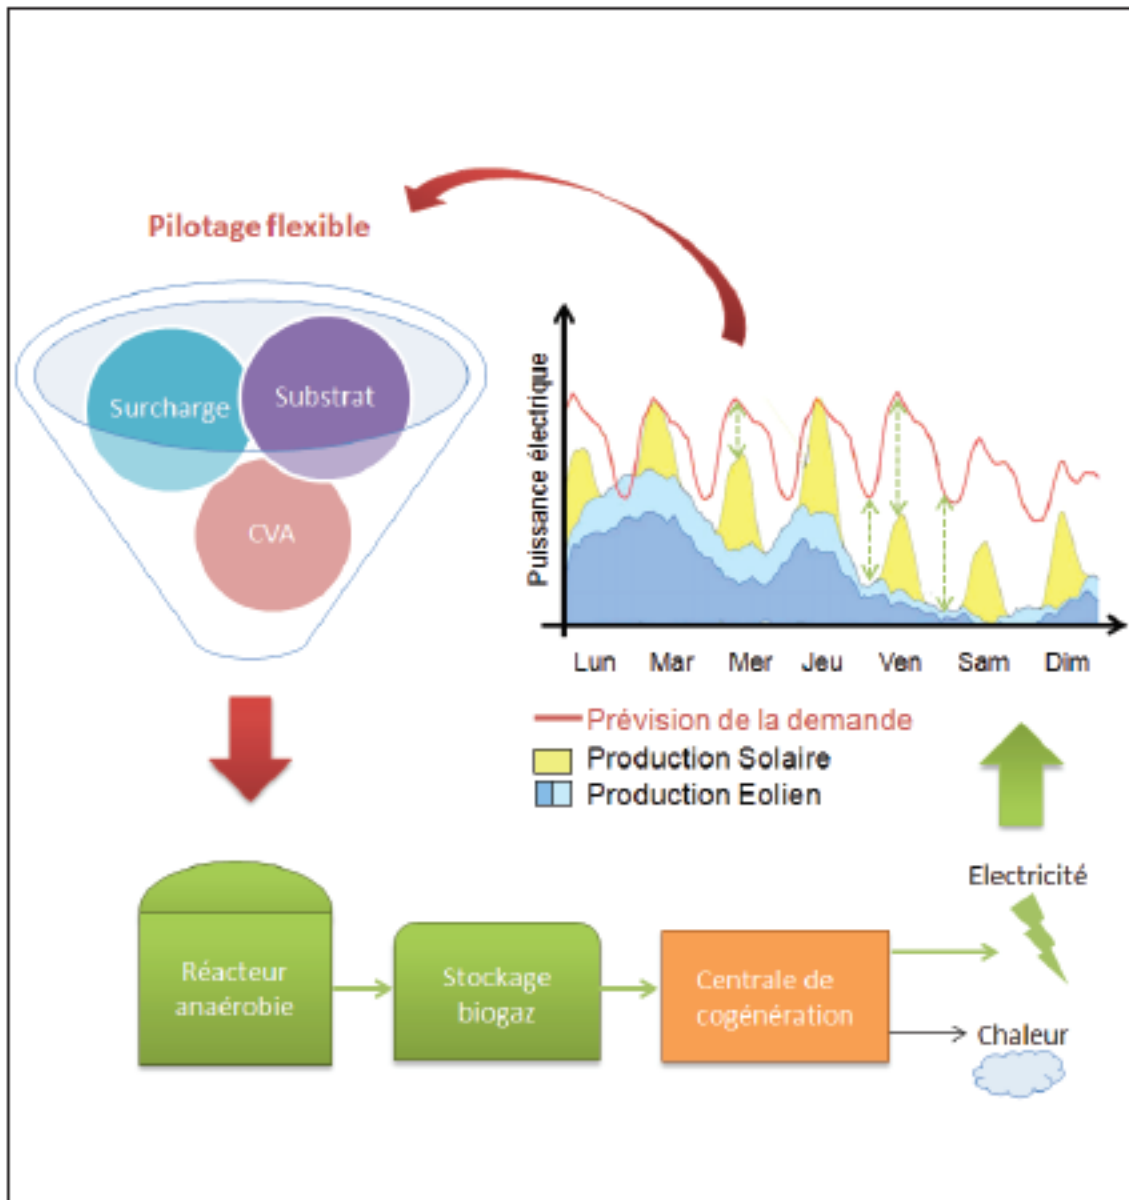 Pilotage flexible
Surcharge
Substrat
CVA
Puissance électrique
Lun Mar Mer Jeu Ven Sam Dim
Prévision de la demande
Production Solaire
Production Eolien
Electricité
Réacteur
anaérobie
Stockage
biogaz
Centrale de
cogénération
Chaleur